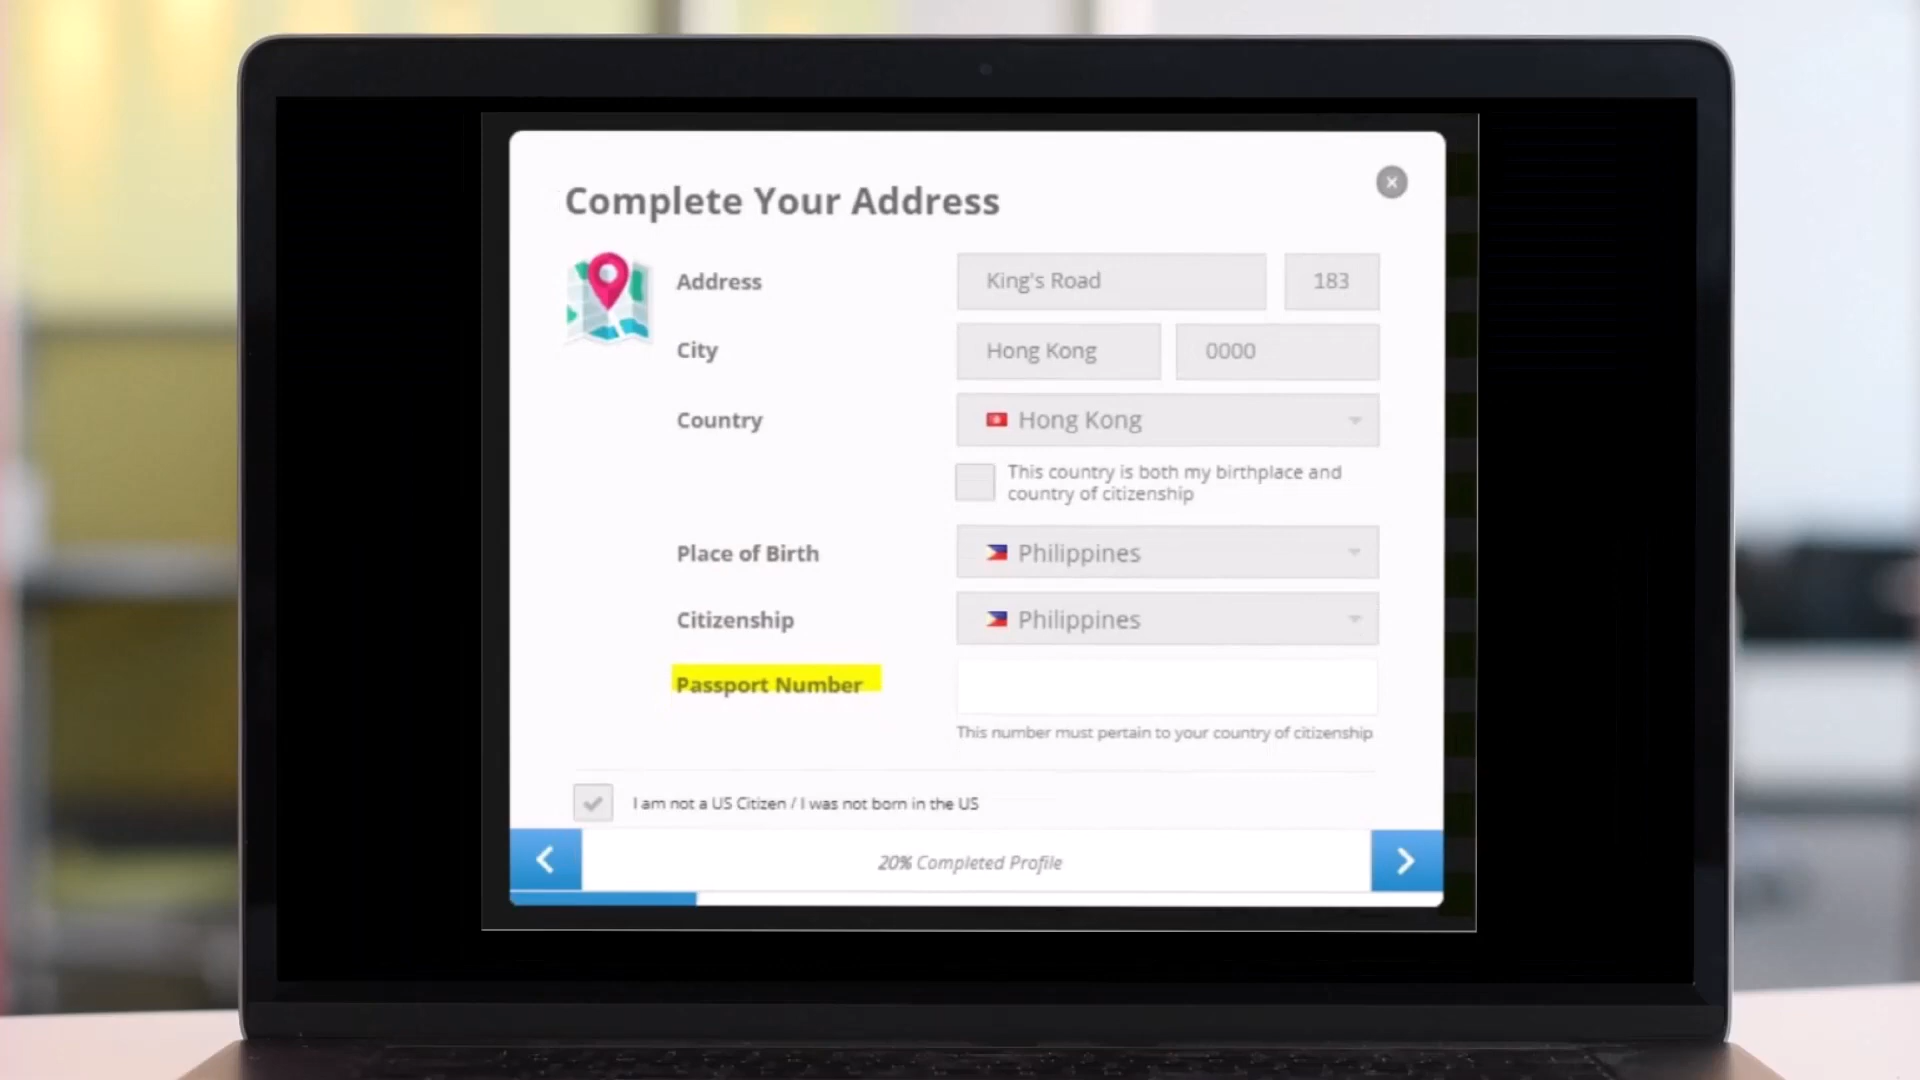 Complete Your Address
Address King's Road 183
City Hong Kong 0000
Country Hong Kong
This country is both my birthplace and
country of citizenship
Place of Birth Philippines
Citizenship Philippines
Passport Number
This number must pertain to your country of citizenship
I am not a US Citizen / I was not born in the US
20% Completed Profile